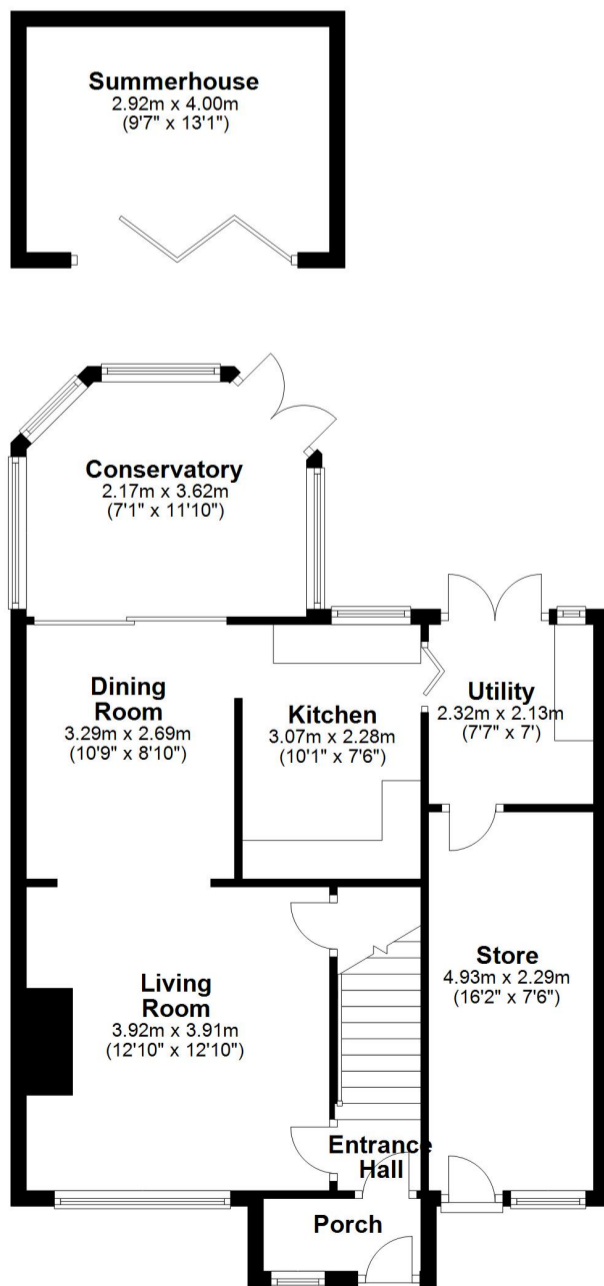 Summerhouse
2.92m x 4.00m
(9'7" x 13'1")
Conservatory
2.17m x 3.62m
(7'1" x 11'10")
Dining
Room
3.29m x 2.69m
(10'9" x 8'10")
Kitchen
3.07m x 2.28m
(10'1" x 7'6")
Utility
2.32m x 2.13m
(7'7" x 7')
Living
Room
3.92m x 3.91m
(12'10" x 12'10")
Store
4.93m x 2.29m
(16'2" x 7'6")
Entrance
Hall
Porch